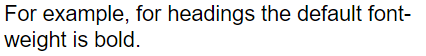 For example, for headings the default font-
weight is bold.